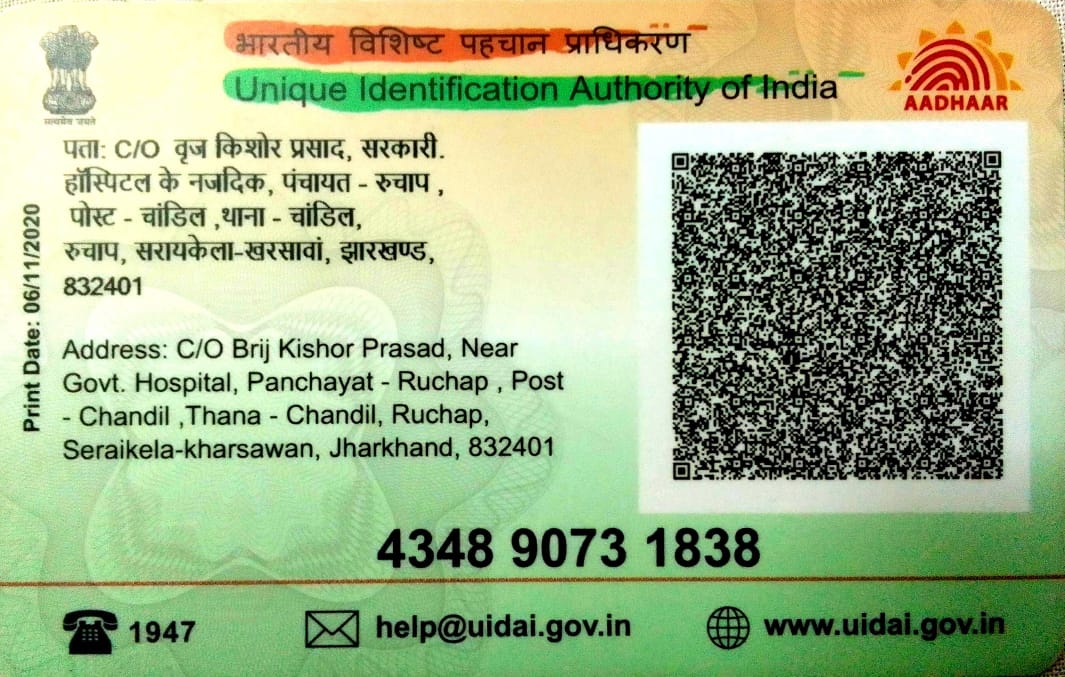 भारतीय विशिष्ट पहचान प्राधिकरण
Unique Identification Authority of India
AADHAAR
सत्यमेव जयते
पता: C/O वृज किशोर प्रसाद, सरकारी.
हॉस्पिटल के नजदिक, पंचायत - रुचाप ,
पोस्ट - चांडिल ,थाना - चांडिल,
रुचाप, सरायकेला-खरसावां, झारखण्ड,
832401
Print Date: 06/11/2020
Address: C/O Brij Kishor Prasad, Near
Govt. Hospital, Panchayat - Ruchap , Post
- Chandil ,Thana - Chandil, Ruchap,
Seraikela-kharsawan, Jharkhand, 832401
4348 9073 1838
1947
help@uidai.gov.in
www.uidai.gov.in